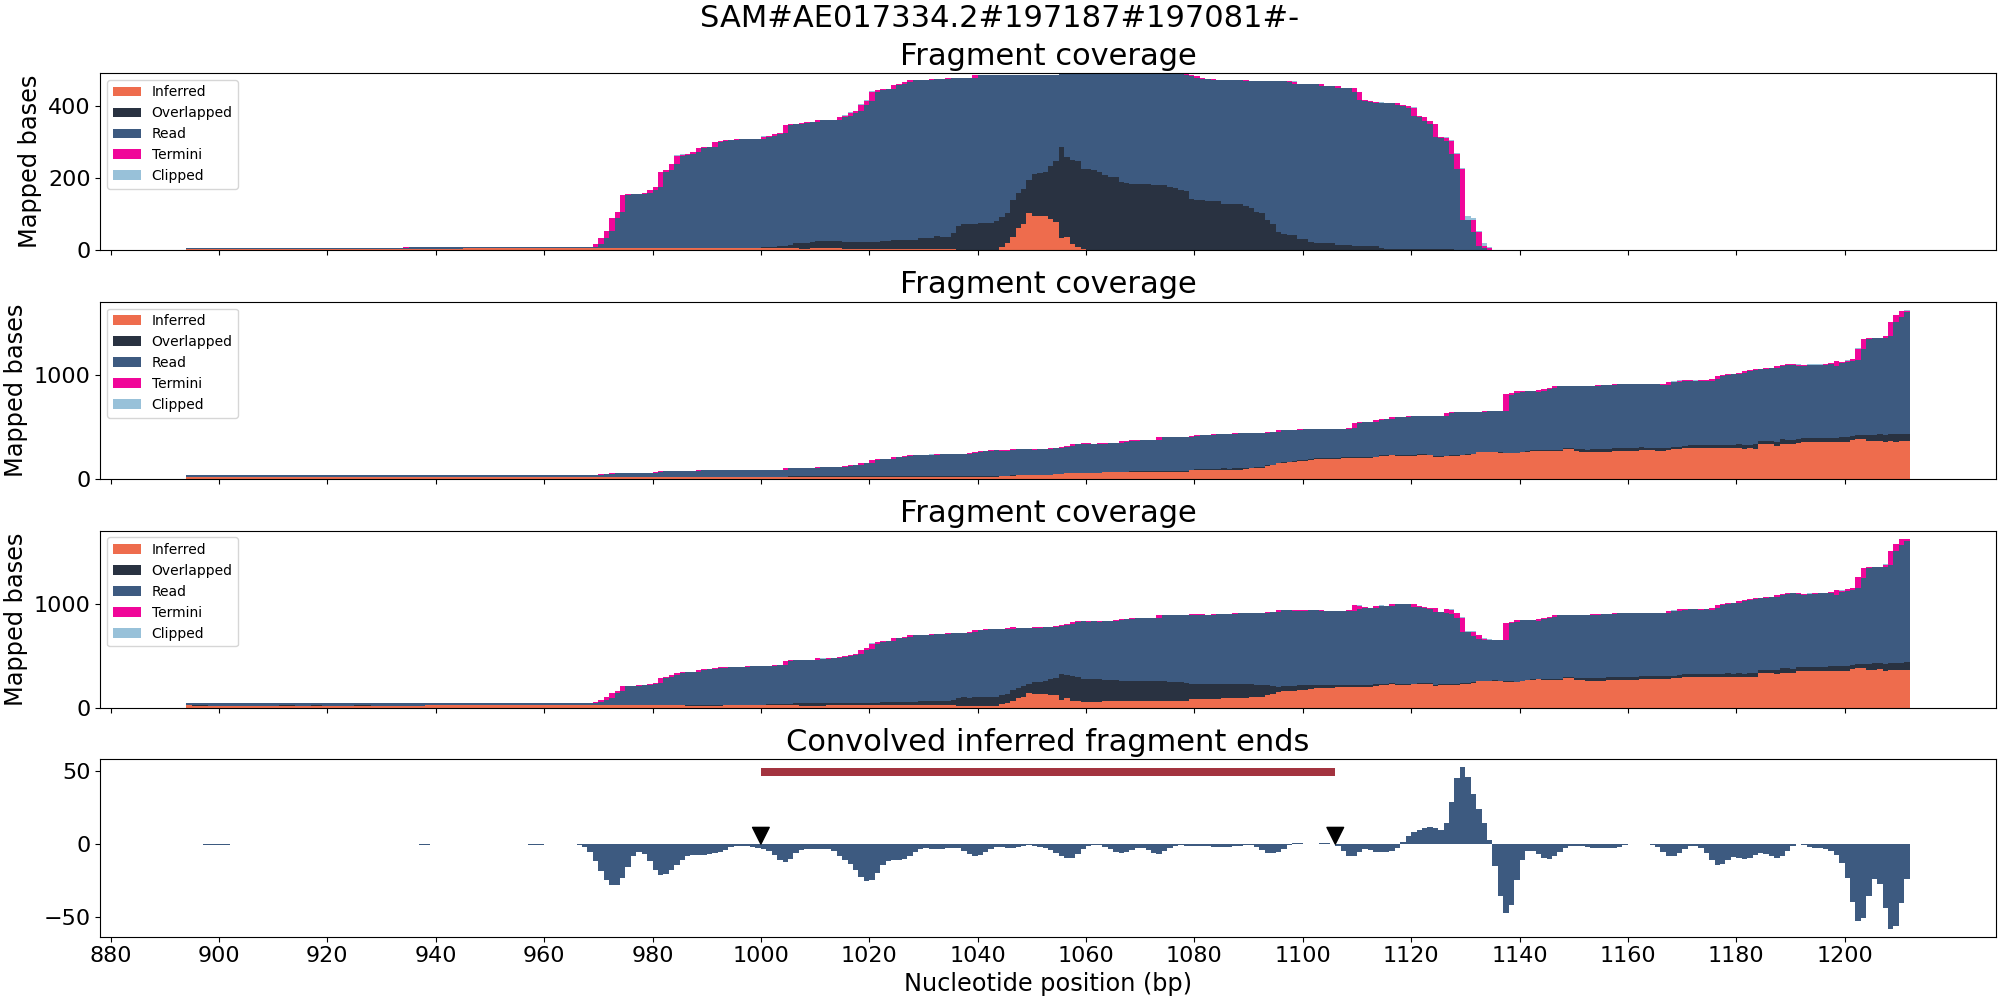 SAM#AE017334.2#197187#197081#-
Fragment coverage
Mapped bases
400
200
0
Inferred
Overlapped
Read
Termini
Clipped
Fragment coverage
Mapped bases
1000
0
Inferred
Overlapped
Read
Termini
Clipped
Fragment coverage
Mapped bases
1000
0
Inferred
Overlapped
Read
Termini
Clipped
Convolved inferred fragment ends
50
0
−50
880 900 920 940 960 980 1000 1020 1040 1060 1080 1100 1120 1140 1160 1180 1200
Nucleotide position (bp)